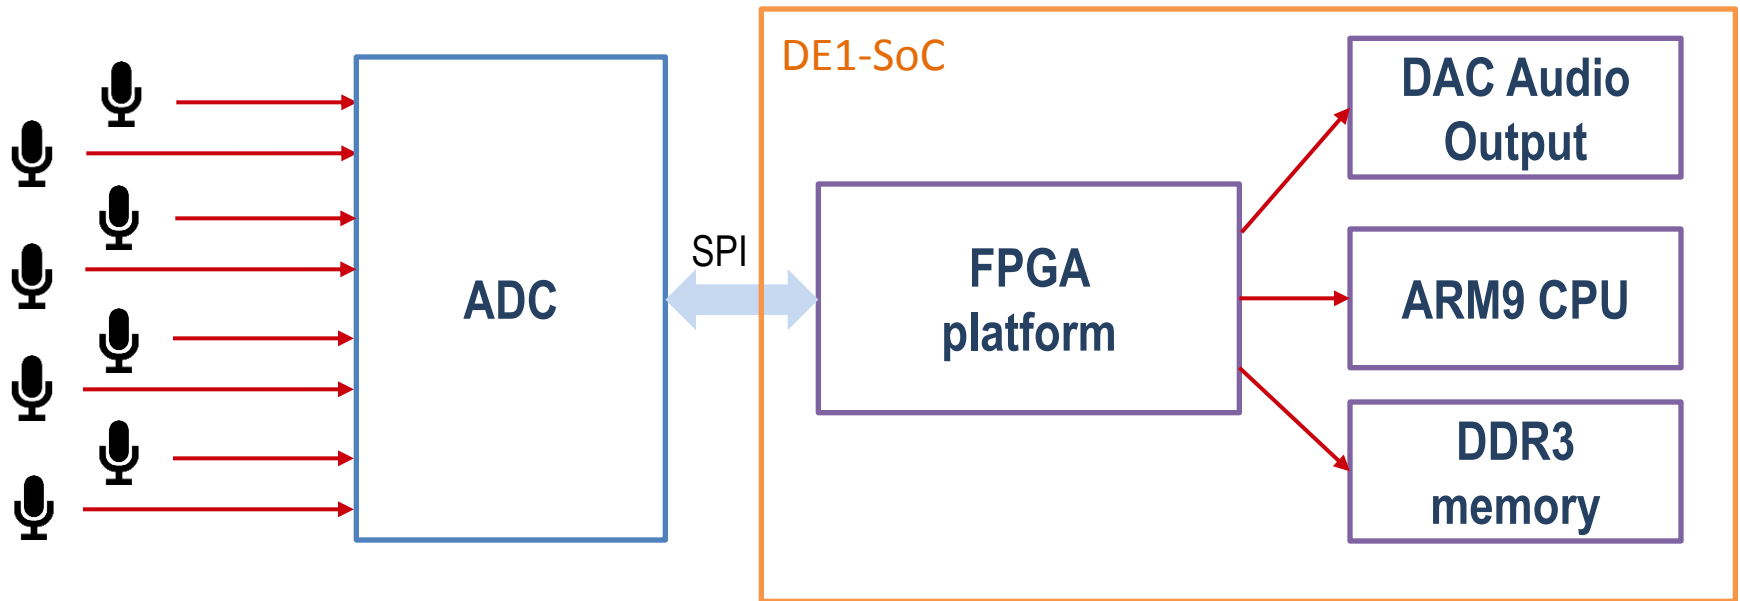 DE1-SoC
DAC Audio
Output
SPI
ADC
FPGA
platform
ARM9 CPU
DDR3
memory